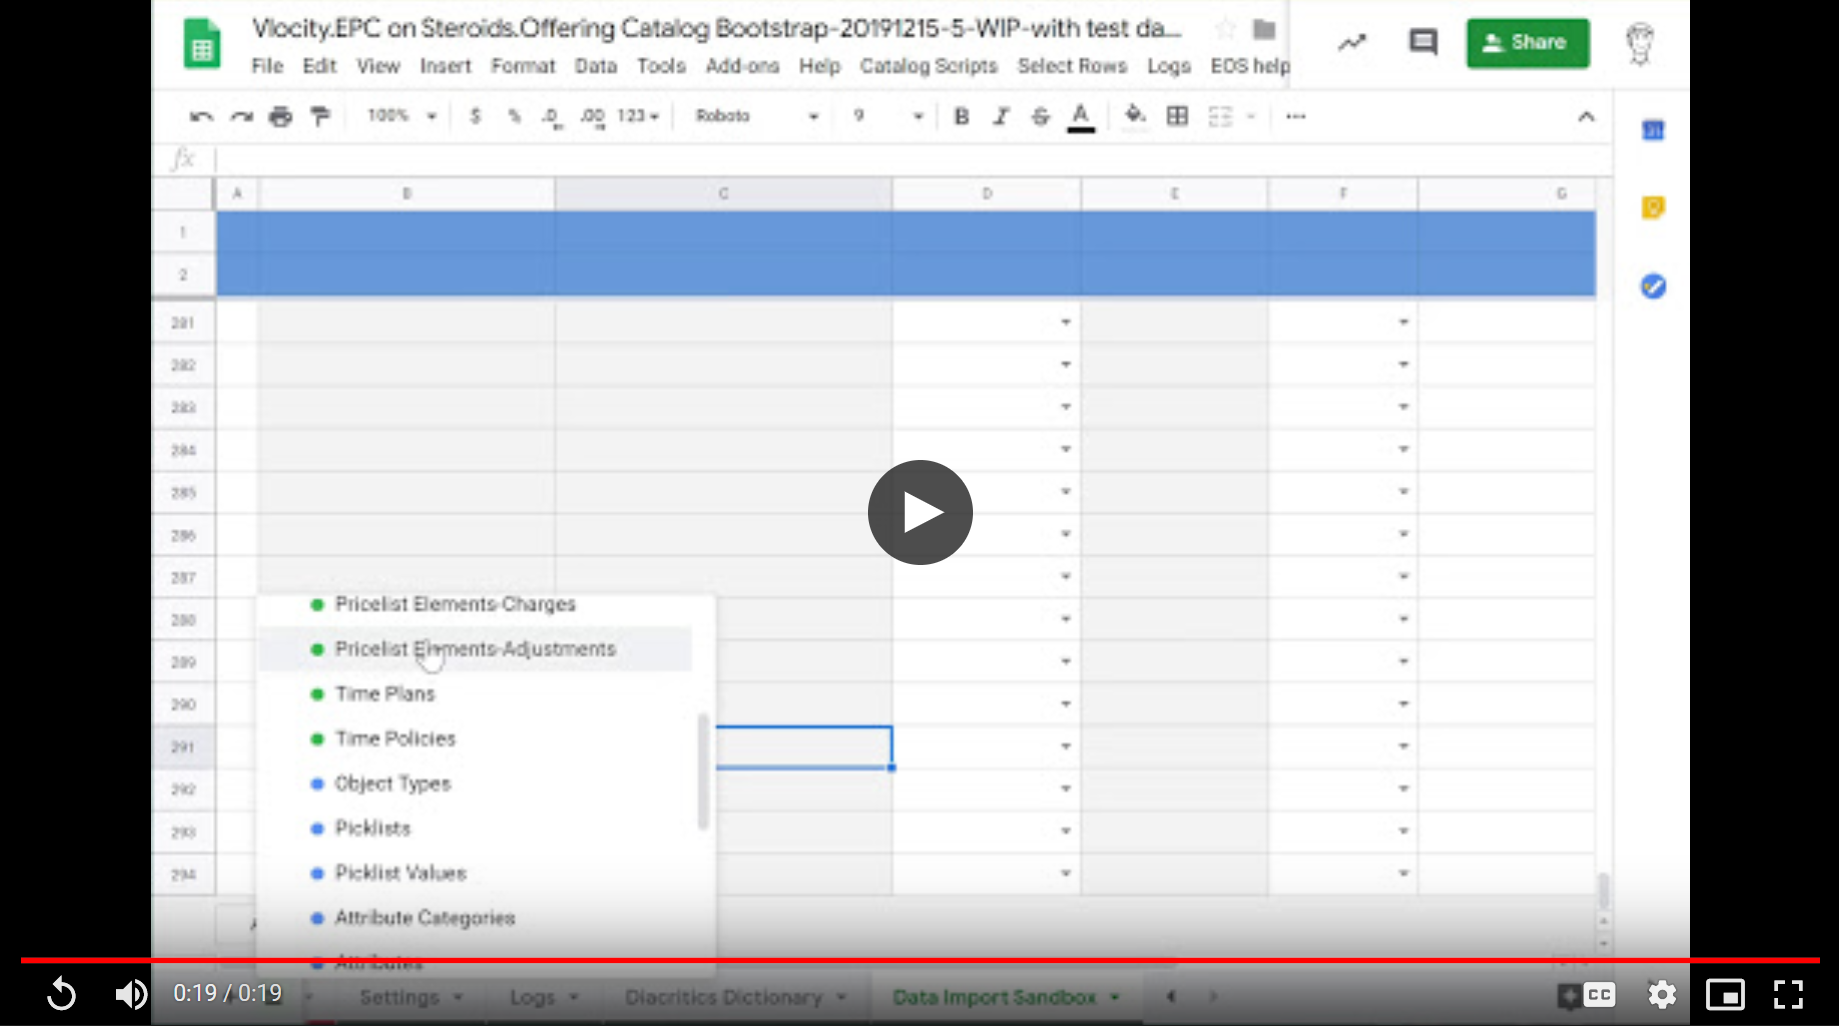 Vlocity.EPC on Steroids.Offering Catalog Bootstrap-20191215-5-WIP-with test da...
Share
File Edit View Insert Format Data Tools Add-ons Help Catalog Scripts Select Rows Logs EOS help
100% $ % .0 .00 123 Roboto 9 B I S A ...
fx
A B C D E F G
1
2
281
282
283
284
285
286
287
288
289
290
291
292
293
294
Pricelist Elements-Charges
Pricelist Elements-Adjustments
Time Plans
Time Policies
Object Types
Picklists
Picklist Values
Attribute Categories
Attributes
0:19 / 0:19
Settings Logs Diacritics Dictionary Data Import Sandbox
CC